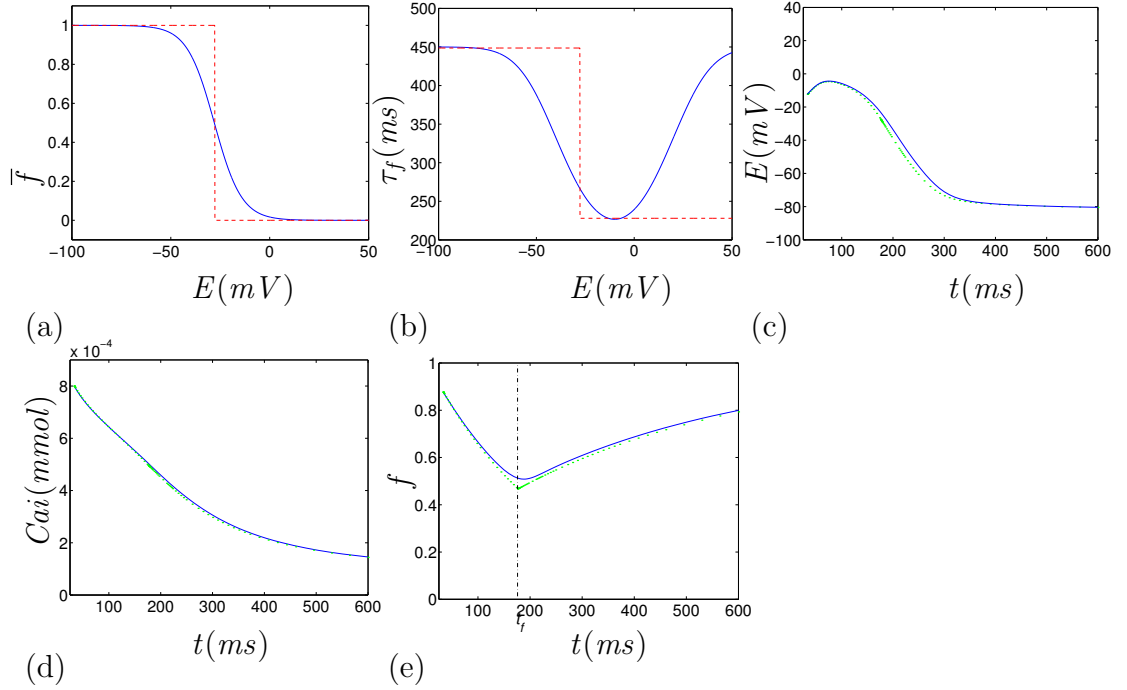 1
0.8
0.6
0.4
0.2
0
−100 −50 0 50
f̅
E(mV)
(a)
500
450
400
350
300
250
200
−100 −50 0 50
τ_f(ms)
E(mV)
(b)
40
20
0
−20
−40
−60
−80
−100
100 200 300 400 500 600
E(mV)
t(ms)
(c)
x 10⁻⁴
8
6
4
2
0
100 200 300 400 500 600
Cai(mmol)
t(ms)
(d)
1
0.8
0.6
0.4
0.2
0
100 200 300 400 500 600
t_f
f
t(ms)
(e)